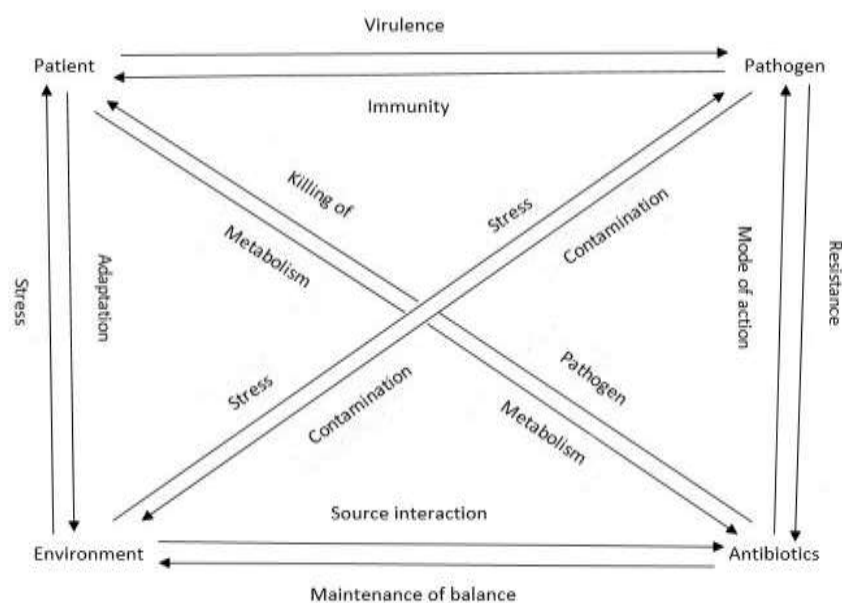 Virulence
Patient
Pathogen
Immunity
Killing of
Stress
Metabolism
Contamination
Stress
Adaptation
Mode of action
Resistance
Stress
Contamination
Pathogen
Metabolism
Source interaction
Environment
Antibiotics
Maintenance of balance